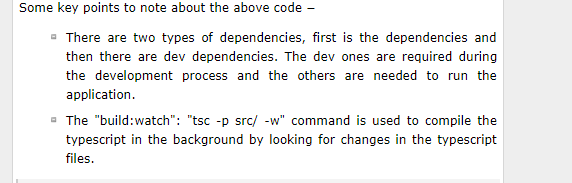 Some key points to note about the above code –
There are two types of dependencies, first is the dependencies and
then there are dev dependencies. The dev ones are required during
the development process and the others are needed to run the
application.
The "build:watch": "tsc -p src/ -w" command is used to compile the
typescript in the background by looking for changes in the typescript
files.